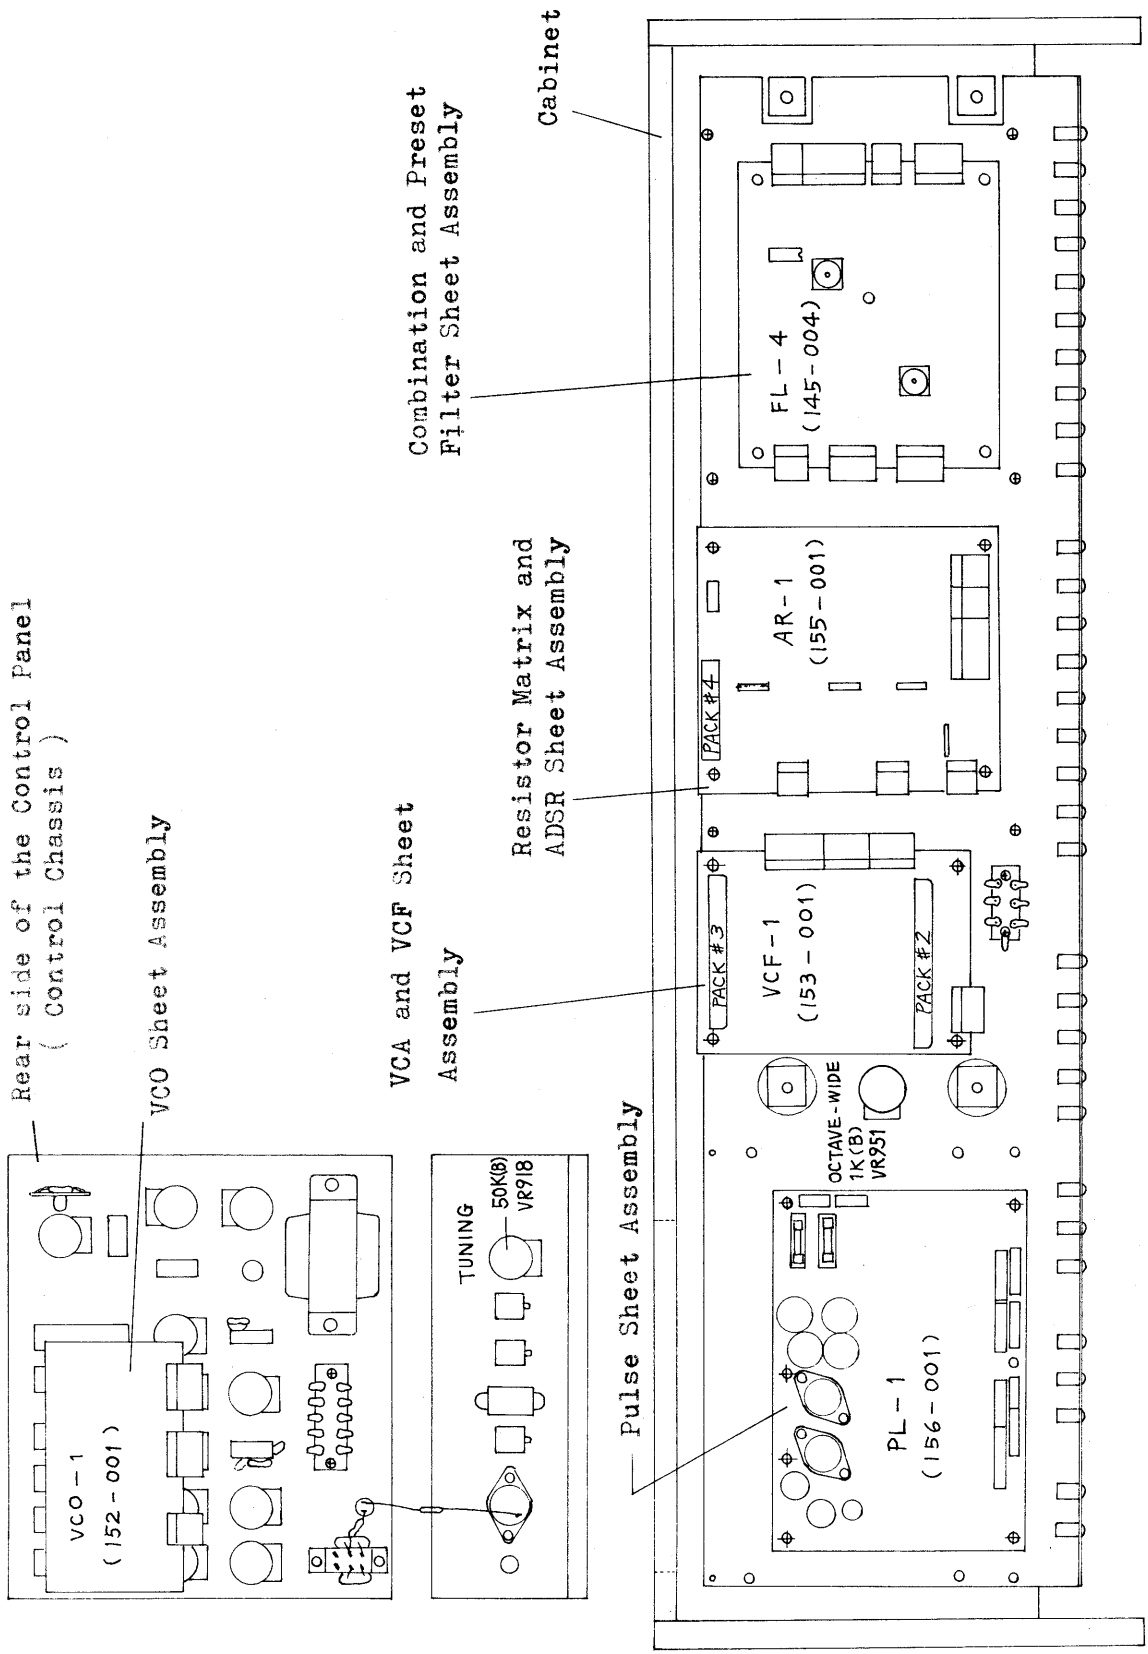 Rear side of the Control Panel
( Control Chassis )
VCO Sheet Assembly
VCO-1
(152-001)
TUNING
50K(B)
VR918
VCA and VCF Sheet
Assembly
Resistor Matrix and
ADSR Sheet Assembly
Combination and Preset
Filter Sheet Assembly
Cabinet
Pulse Sheet Assembly
PL-1
(156-001)
OCTAVE-WIDE
1K(B)
VR951
PACK #3
VCF-1
(153-001)
PACK #2
PACK #4
AR-1
(155-001)
FL-4
(145-004)